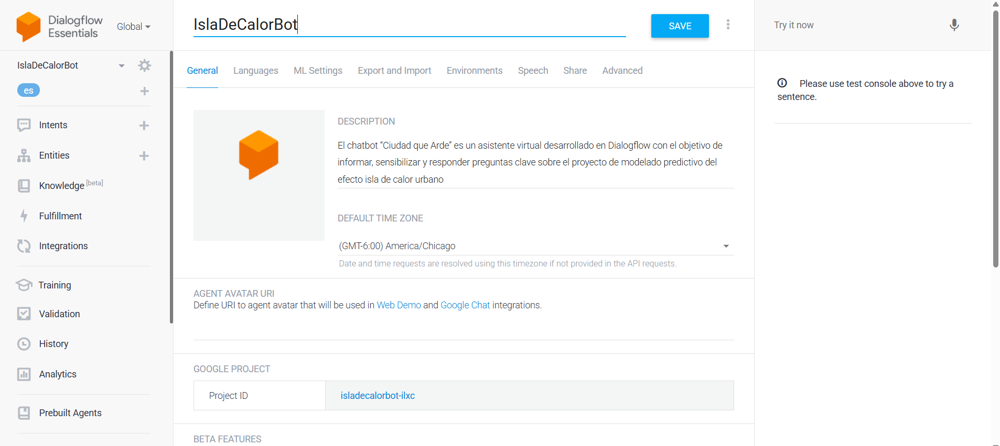 Dialogflow
Essentials
Global
IslaDeCalorBot
es
Intents
Entities
Knowledge [beta]
Fulfillment
Integrations
Training
Validation
History
Analytics
Prebuilt Agents
IslaDeCalorBot
SAVE
General Languages ML Settings Export and Import Environments Speech Share Advanced
DESCRIPTION
El chatbot “Ciudad que Arde” es un asistente virtual desarrollado en Dialogflow con el objetivo de
informar, sensibilizar y responder preguntas clave sobre el proyecto de modelado predictivo del
efecto isla de calor urbano
DEFAULT TIME ZONE
(GMT-6:00) America/Chicago
Date and time requests are resolved using this timezone if not provided in the API requests.
AGENT AVATAR URI
Define URI to agent avatar that will be used in Web Demo and Google Chat integrations.
GOOGLE PROJECT
Project ID isladecalorbot-ilxc
BETA FEATURES
Try it now
Please use test console above to try a
sentence.